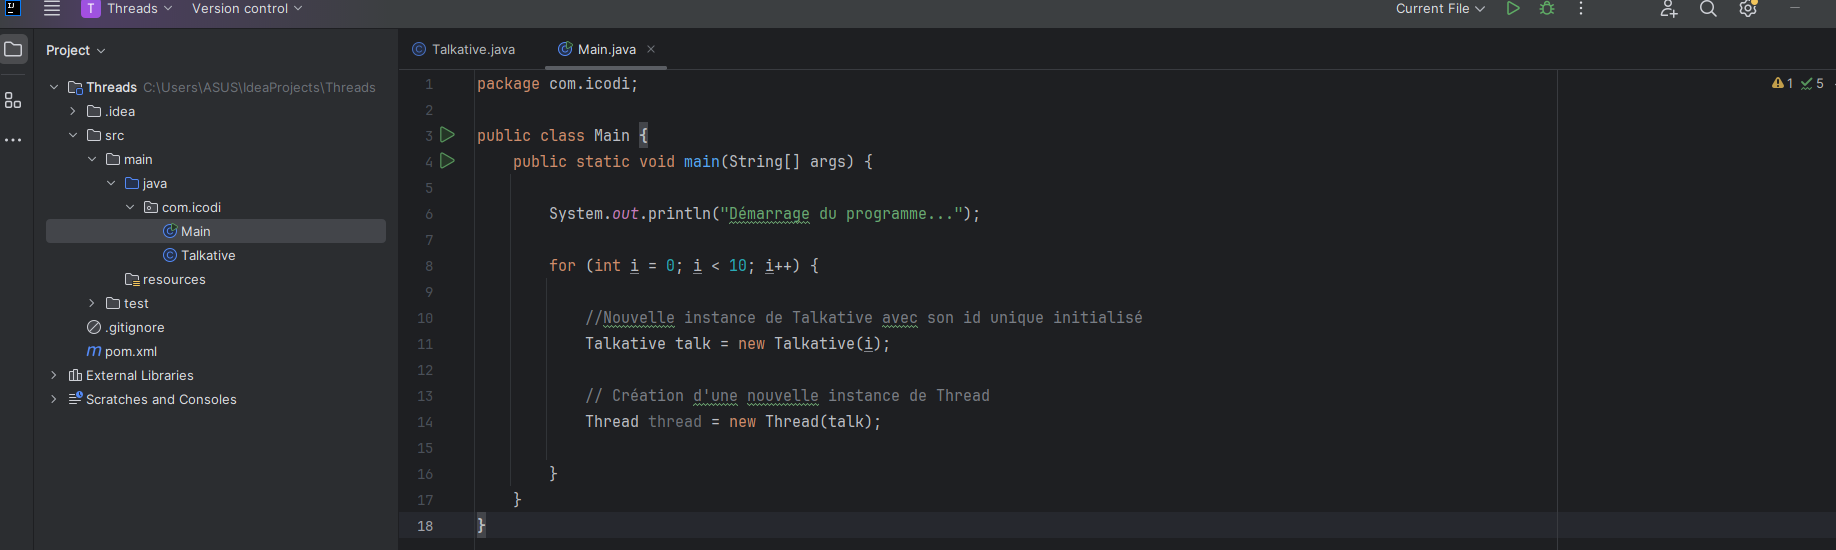 T Threads Version control Current File
Project
Talkative.java Main.java
Threads C:\Users\ASUS\IdeaProjects\Threads
.idea
src
main
java
com.icodi
Main
Talkative
resources
test
.gitignore
m pom.xml
External Libraries
Scratches and Consoles
1 package com.icodi;
2
3 public class Main {
4 public static void main(String[] args) {
5
6 System.out.println("Démarrage du programme...");
7
8 for (int i = 0; i < 10; i++) {
9
10 //Nouvelle instance de Talkative avec son id unique initialisé
11 Talkative talk = new Talkative(i);
12
13 // Création d'une nouvelle instance de Thread
14 Thread thread = new Thread(talk);
15
16 }
17 }
18 }
1 5